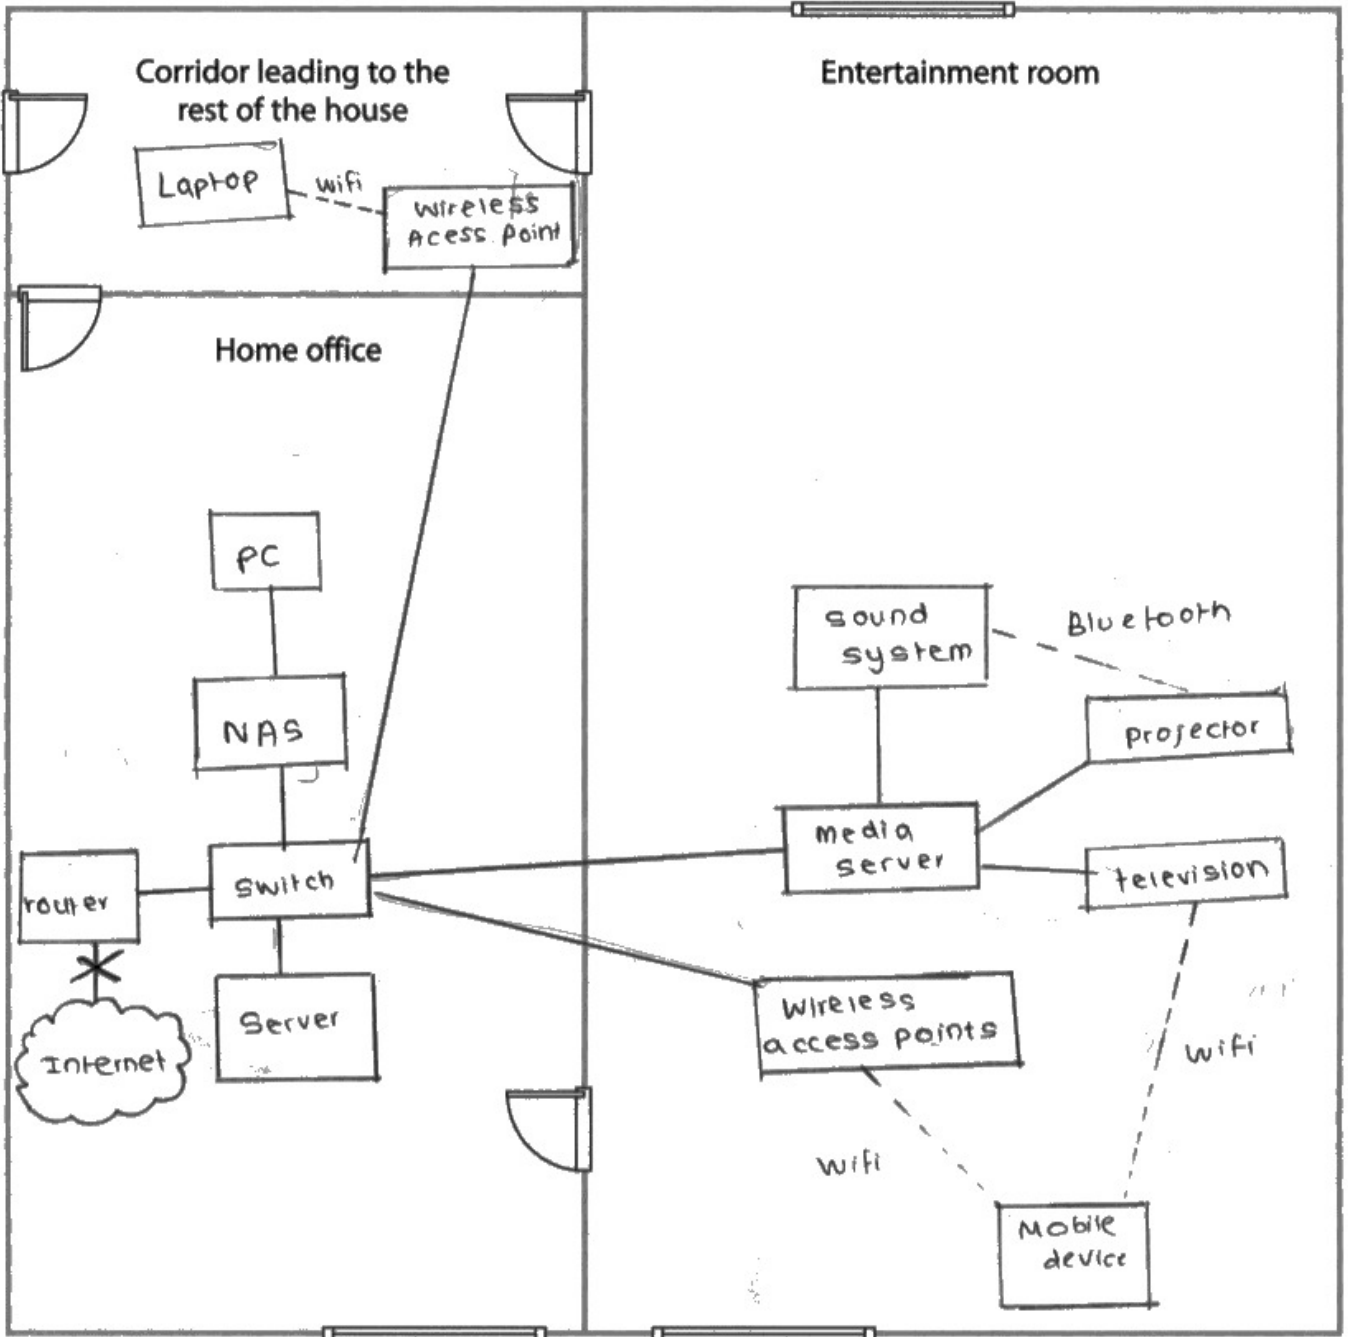 Corridor leading to the
rest of the house
Laptop
wifi
Wireless
Acess Point
Entertainment room
Home office
PC
NAS
router
Switch
Server
Internet
sound
system
Bluetooth
Projector
media
server
television
Wireless
access points
wifi
wifi
Mobile
device